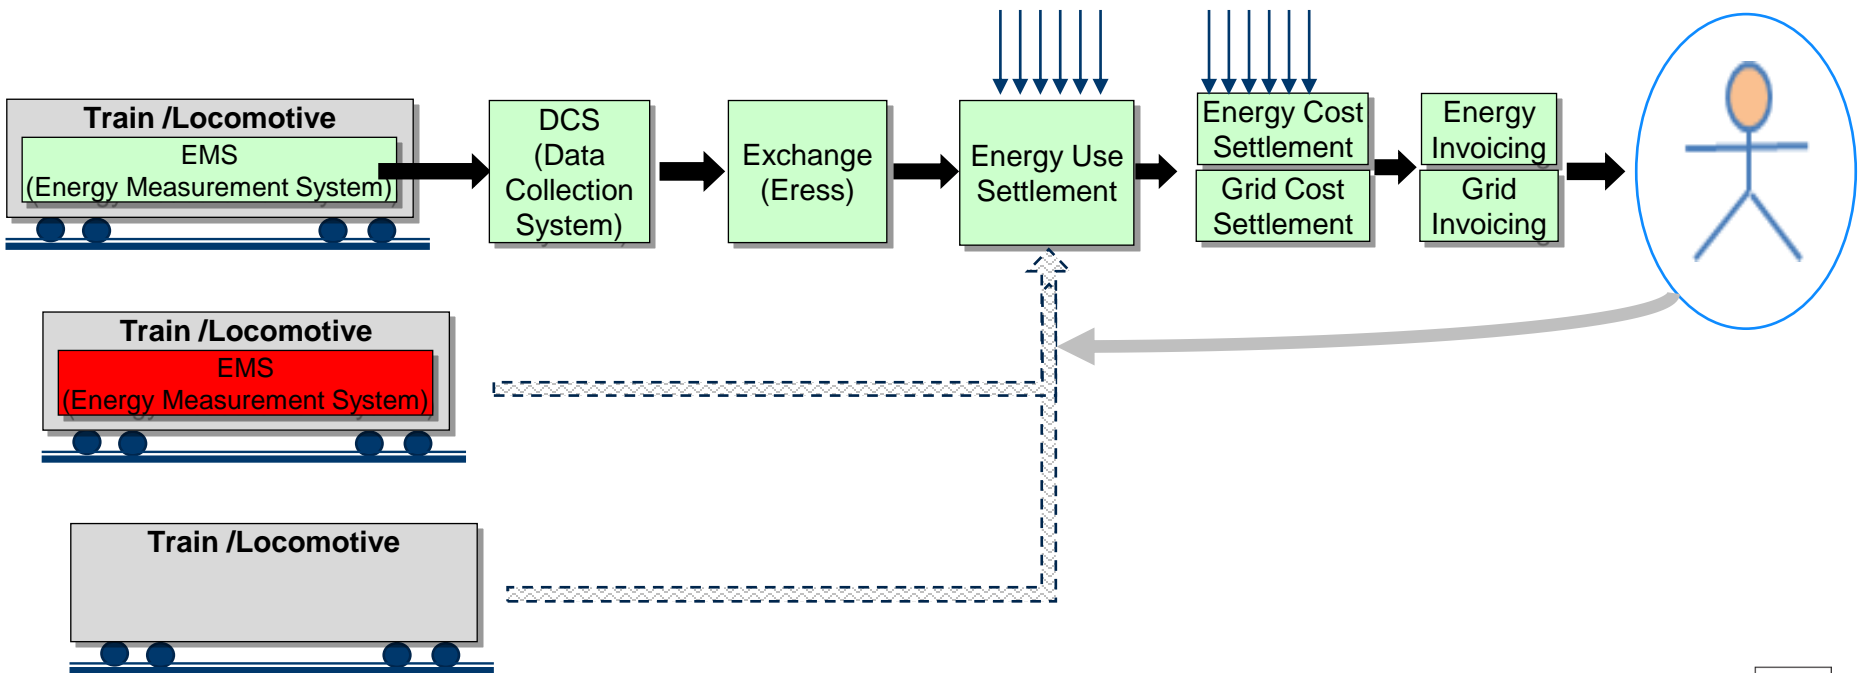 Train /Locomotive
EMS
(Energy Measurement System)
DCS
(Data
Collection
System)
Exchange
(Eress)
Energy Use
Settlement
Energy Cost
Settlement
Grid Cost
Settlement
Energy
Invoicing
Grid
Invoicing
Train /Locomotive
EMS
(Energy Measurement System)
Train /Locomotive